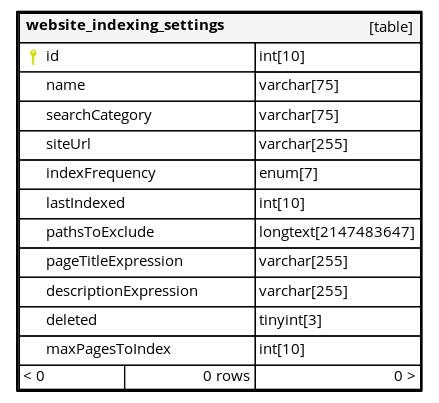 website_indexing_settings [table]
id int[10]
name varchar[75]
searchCategory varchar[75]
siteUrl varchar[255]
indexFrequency enum[7]
lastIndexed int[10]
pathsToExclude longtext[2147483647]
pageTitleExpression varchar[255]
descriptionExpression varchar[255]
deleted tinyint[3]
maxPagesToIndex int[10]
< 0 0 rows 0 >